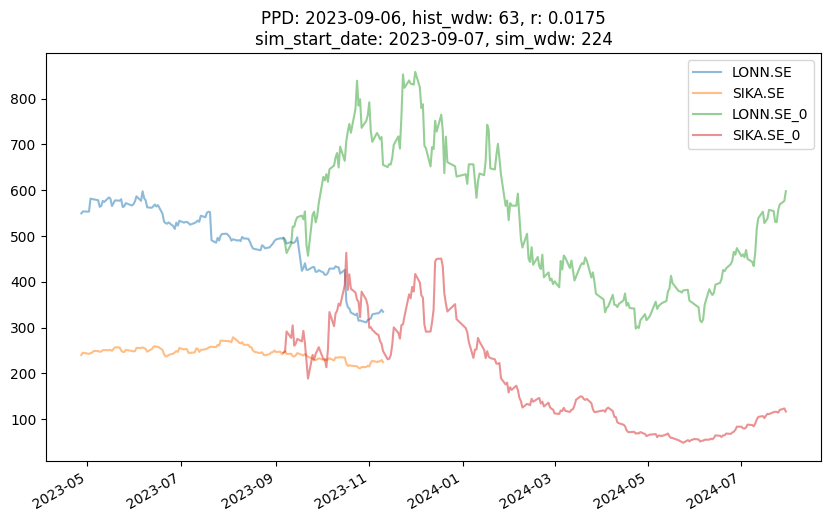 PPD: 2023-09-06, hist_wdw: 63, r: 0.0175
sim_start_date: 2023-09-07, sim_wdw: 224
LONN.SE
SIKA.SE
LONN.SE_0
SIKA.SE_0
800
700
600
500
400
300
200
100
2023-05
2023-07
2023-09
2023-11
2024-01
2024-03
2024-05
2024-07